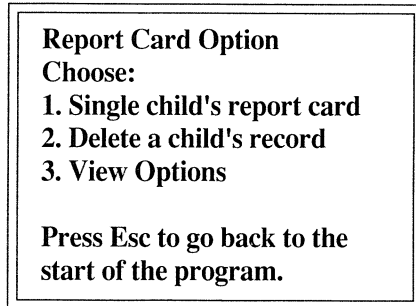 Report Card Option
Choose:
1. Single child's report card
2. Delete a child's record
3. View Options
Press Esc to go back to the
start of the program.